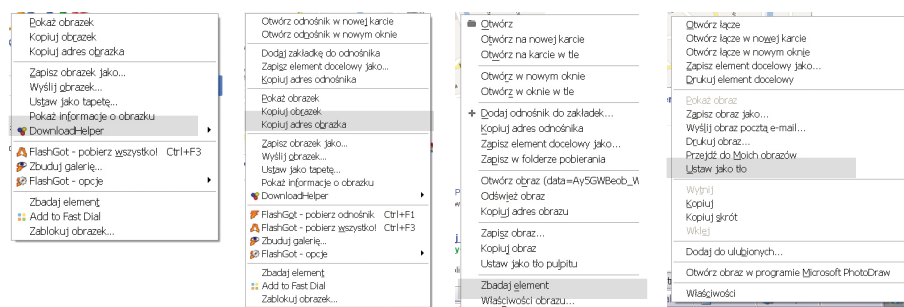 Pokaż obrazek
Kopiuj obrazek
Kopiuj adres obrazka
Zapisz obrazek jako...
Wyślij obrazek...
Ustaw jako tapetę...
Pokaż informacje o obrazku
DownloadHelper
FlashGot - pobierz wszystko! Ctrl+F3
Zbuduj galerię...
FlashGot - opcje
Zbadaj element
Add to Fast Dial
Zablokuj obrazek...
Otwórz odnośnik w nowej karcie
Otwórz odnośnik w nowym oknie
Dodaj zakładkę do odnośnika
Zapisz element docelowy jako...
Kopiuj adres odnośnika
Pokaż obrazek
Kopiuj obrazek
Kopiuj adres obrazka
Zapisz obrazek jako...
Wyślij obrazek...
Ustaw jako tapetę...
Pokaż informacje o obrazku
DownloadHelper
FlashGot - pobierz odnośnik Ctrl+F1
FlashGot - pobierz wszystko! Ctrl+F3
Zbuduj galerię...
FlashGot - opcje
Zbadaj element
Add to Fast Dial
Zablokuj obrazek...
Otwórz
Otwórz na nowej karcie
Otwórz na karcie w tle
Otwórz w nowym oknie
Otwórz w oknie w tle
Dodaj odnośnik do zakładek...
Kopiuj adres odnośnika
Zapisz element docelowy jako...
Zapisz w folderze pobierania
Otwórz obraz (data=Ay5GWBeob_W
Odśwież obraz
Kopiuj adres obrazu
Zapisz obraz...
Kopiuj obraz
Ustaw jako tło pulpitu
Zbadaj element
Właściwości obrazu...
Otwórz łącze
Otwórz łącze w nowej karcie
Otwórz łącze w nowym oknie
Zapisz element docelowy jako...
Drukuj element docelowy
Pokaż obraz
Zapisz obraz jako...
Wyślij obraz pocztą e-mail...
Drukuj obraz...
Przejdź do Moich obrazów
Ustaw jako tło
Wytnij
Kopiuj
Kopiuj skrót
Wklej
Dodaj do ulubionych...
Otwórz obraz w programie Microsoft PhotoDraw
Właściwości